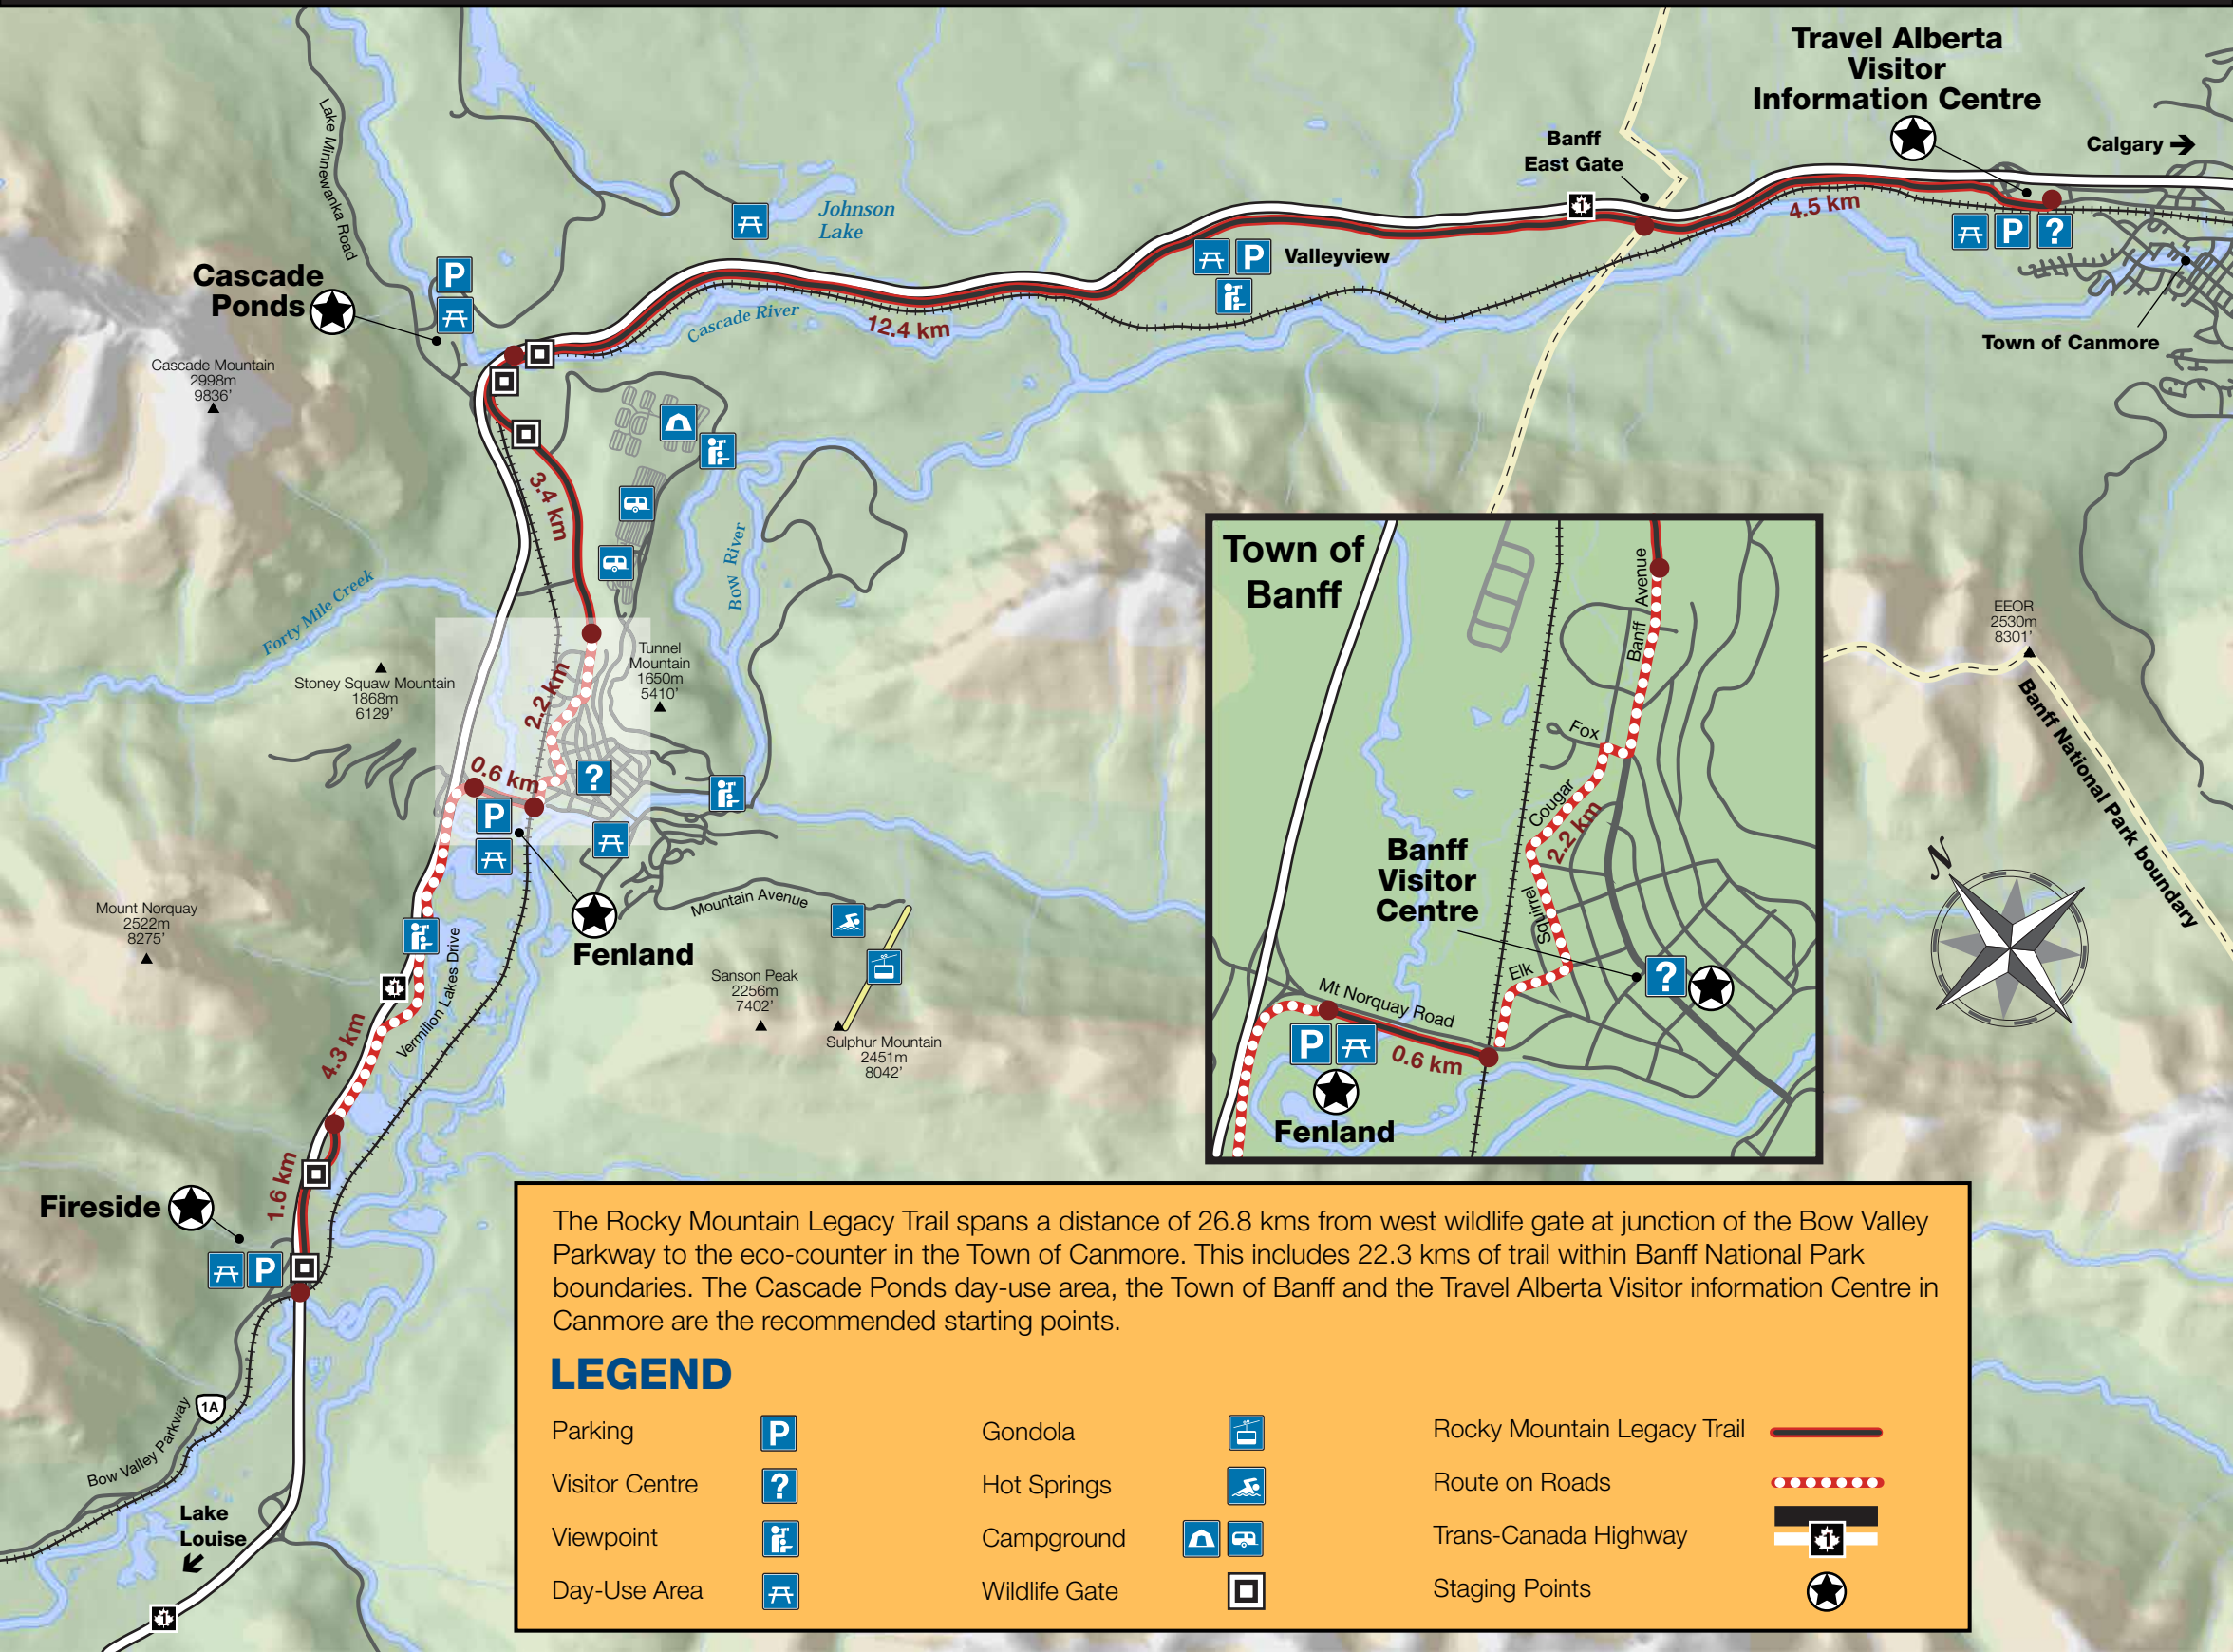 Travel Alberta
Visitor
Information Centre
Calgary
Banff
East Gate
4.5 km
P
?
Town of Canmore
Lake Minnewanka Road
Johnson
Lake
Valleyview
P
Cascade
Ponds
P
Cascade River
12.4 km
Cascade Mountain
2998m
9836'
3.4 km
Bow River
Forty Mile Creek
Stoney Squaw Mountain
1868m
6129'
Tunnel
Mountain
1650m
5410'
2.2 km
0.6 km
?
P
Mount Norquay
2522m
8275'
Fenland
Mountain Avenue
Sanson Peak
2256m
7402'
Sulphur Mountain
2451m
8042'
Vermilion Lakes Drive
1
4.3 km
1.6 km
Fireside
P
1A
Bow Valley Parkway
Lake
Louise
1
1
EEOR
2530m
8301'
Banff National Park boundary
N
Town of
Banff
Banff Avenue
Fox
Cougar
2.2 km
Squirrel
Elk
Banff
Visitor
Centre
?
Mt Norquay Road
0.6 km
P
Fenland
The Rocky Mountain Legacy Trail spans a distance of 26.8 kms from west wildlife gate at junction of the Bow Valley
Parkway to the eco-counter in the Town of Canmore. This includes 22.3 kms of trail within Banff National Park
boundaries. The Cascade Ponds day-use area, the Town of Banff and the Travel Alberta Visitor information Centre in
Canmore are the recommended starting points.
LEGEND
Parking P
Visitor Centre ?
Viewpoint
Day-Use Area
Gondola
Hot Springs
Campground
Wildlife Gate
Rocky Mountain Legacy Trail
Route on Roads
Trans-Canada Highway 1
Staging Points